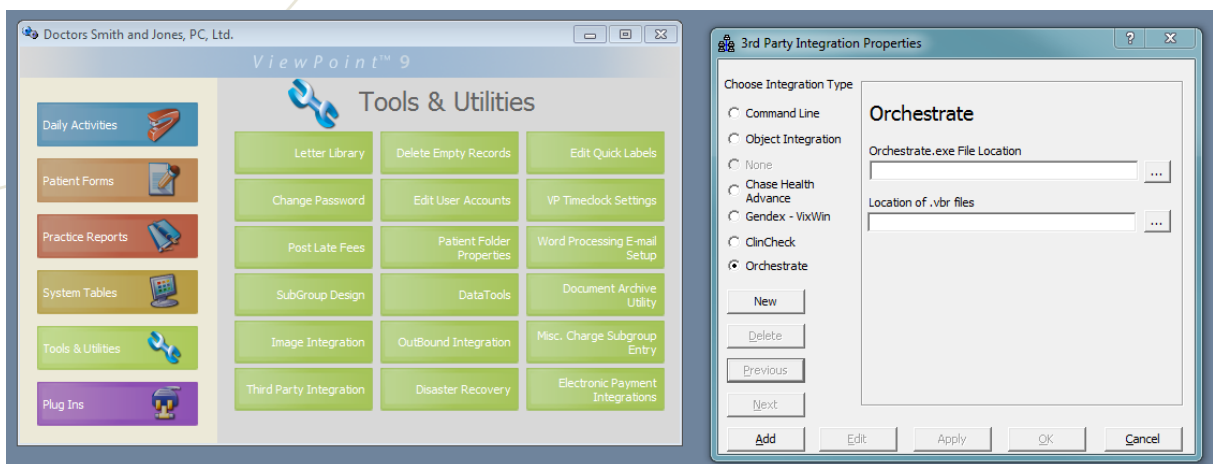 Doctors Smith and Jones, PC, Ltd.
ViewPoint™ 9
Daily Activities
Patient Forms
Practice Reports
System Tables
Tools & Utilities
Plug Ins
Tools & Utilities
Letter Library
Delete Empty Records
Edit Quick Labels
Change Password
Edit User Accounts
VP Timeclock Settings
Post Late Fees
Patient Folder
Properties
Word Processing E-mail
Setup
SubGroup Design
DataTools
Document Archive
Utility
Image Integration
OutBound Integration
Misc. Charge Subgroup
Entry
Third Party Integration
Disaster Recovery
Electronic Payment
Integrations
3rd Party Integration Properties
?
Choose Integration Type
Command Line
Object Integration
None
Chase Health
Advance
Gendex - VixWin
ClinCheck
Orchestrate
New
Delete
Previous
Next
Orchestrate
Orchestrate.exe File Location
...
Location of .vbr files
...
Add
Edit
Apply
OK
Cancel